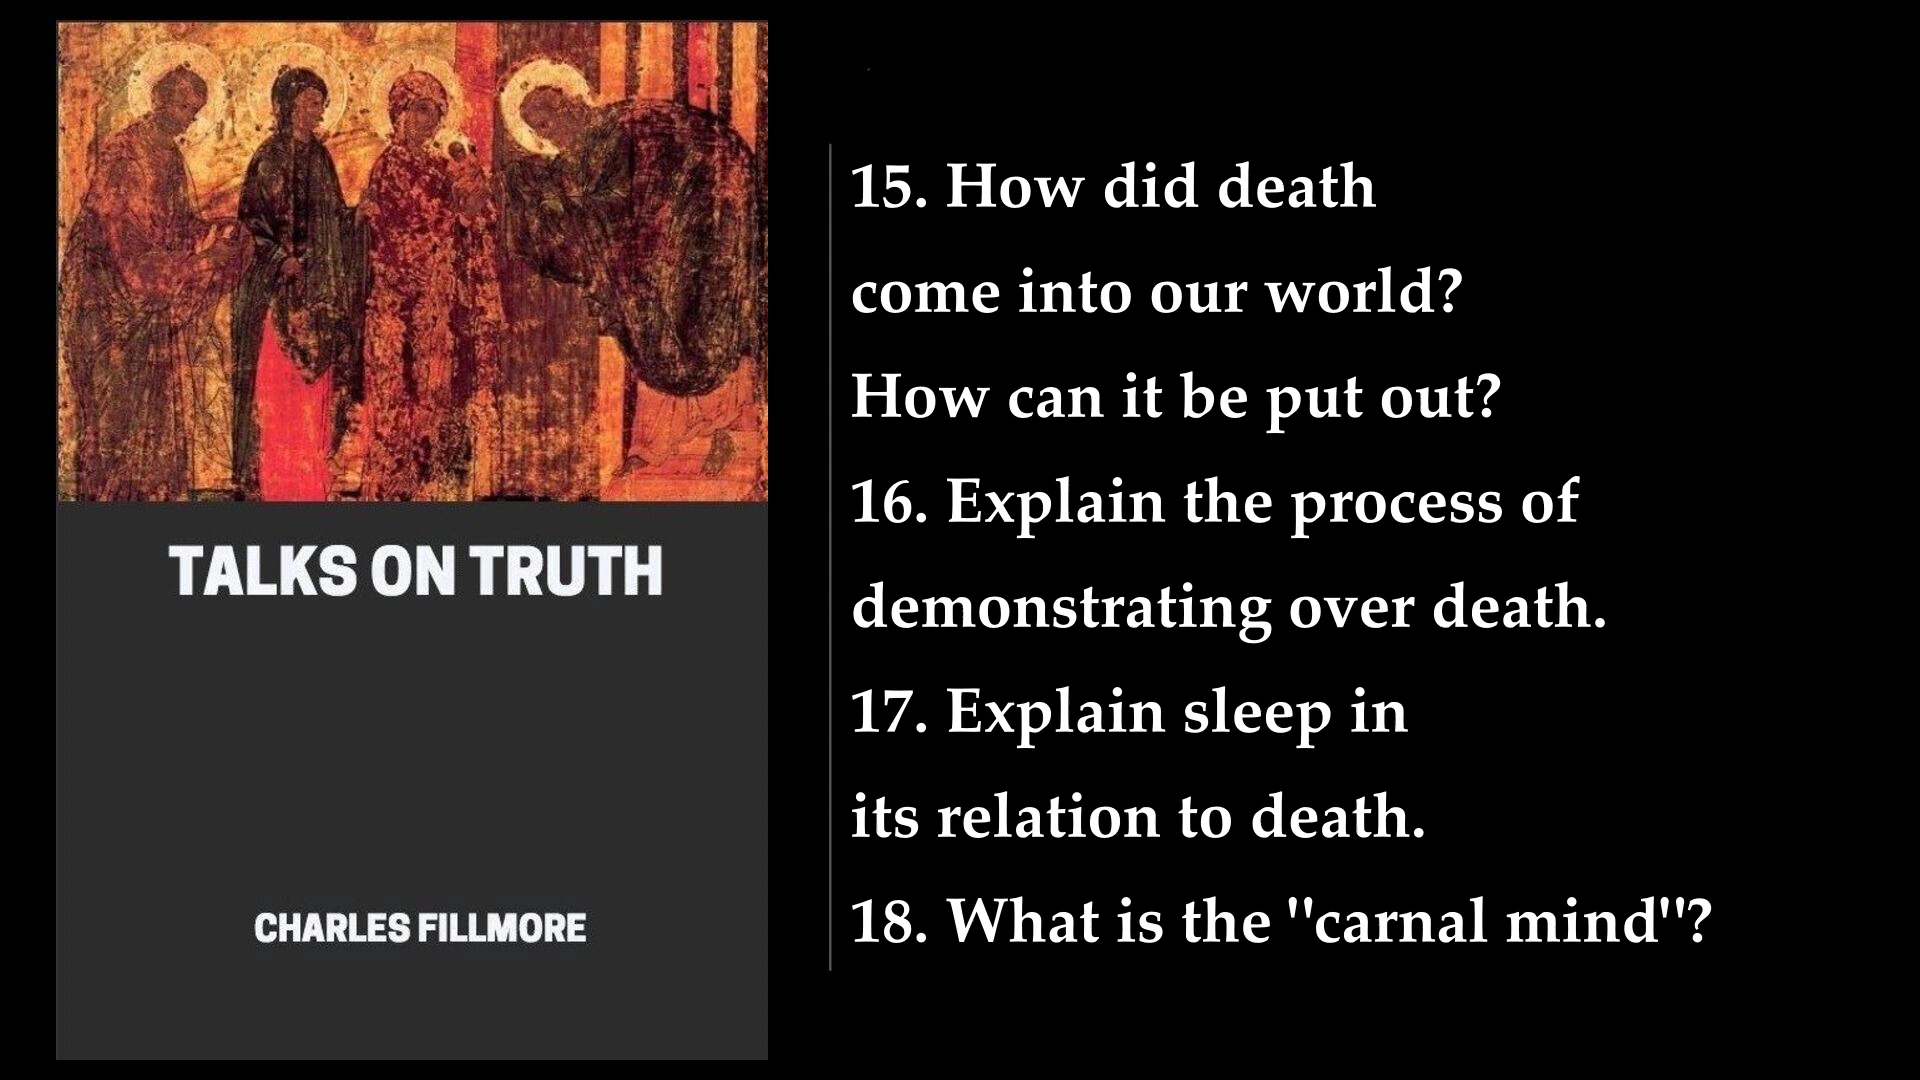 TALKS ON TRUTH
CHARLES FILLMORE
15. How did death
come into our world?
How can it be put out?
16. Explain the process of
demonstrating over death.
17. Explain sleep in
its relation to death.
18. What is the "carnal mind"?